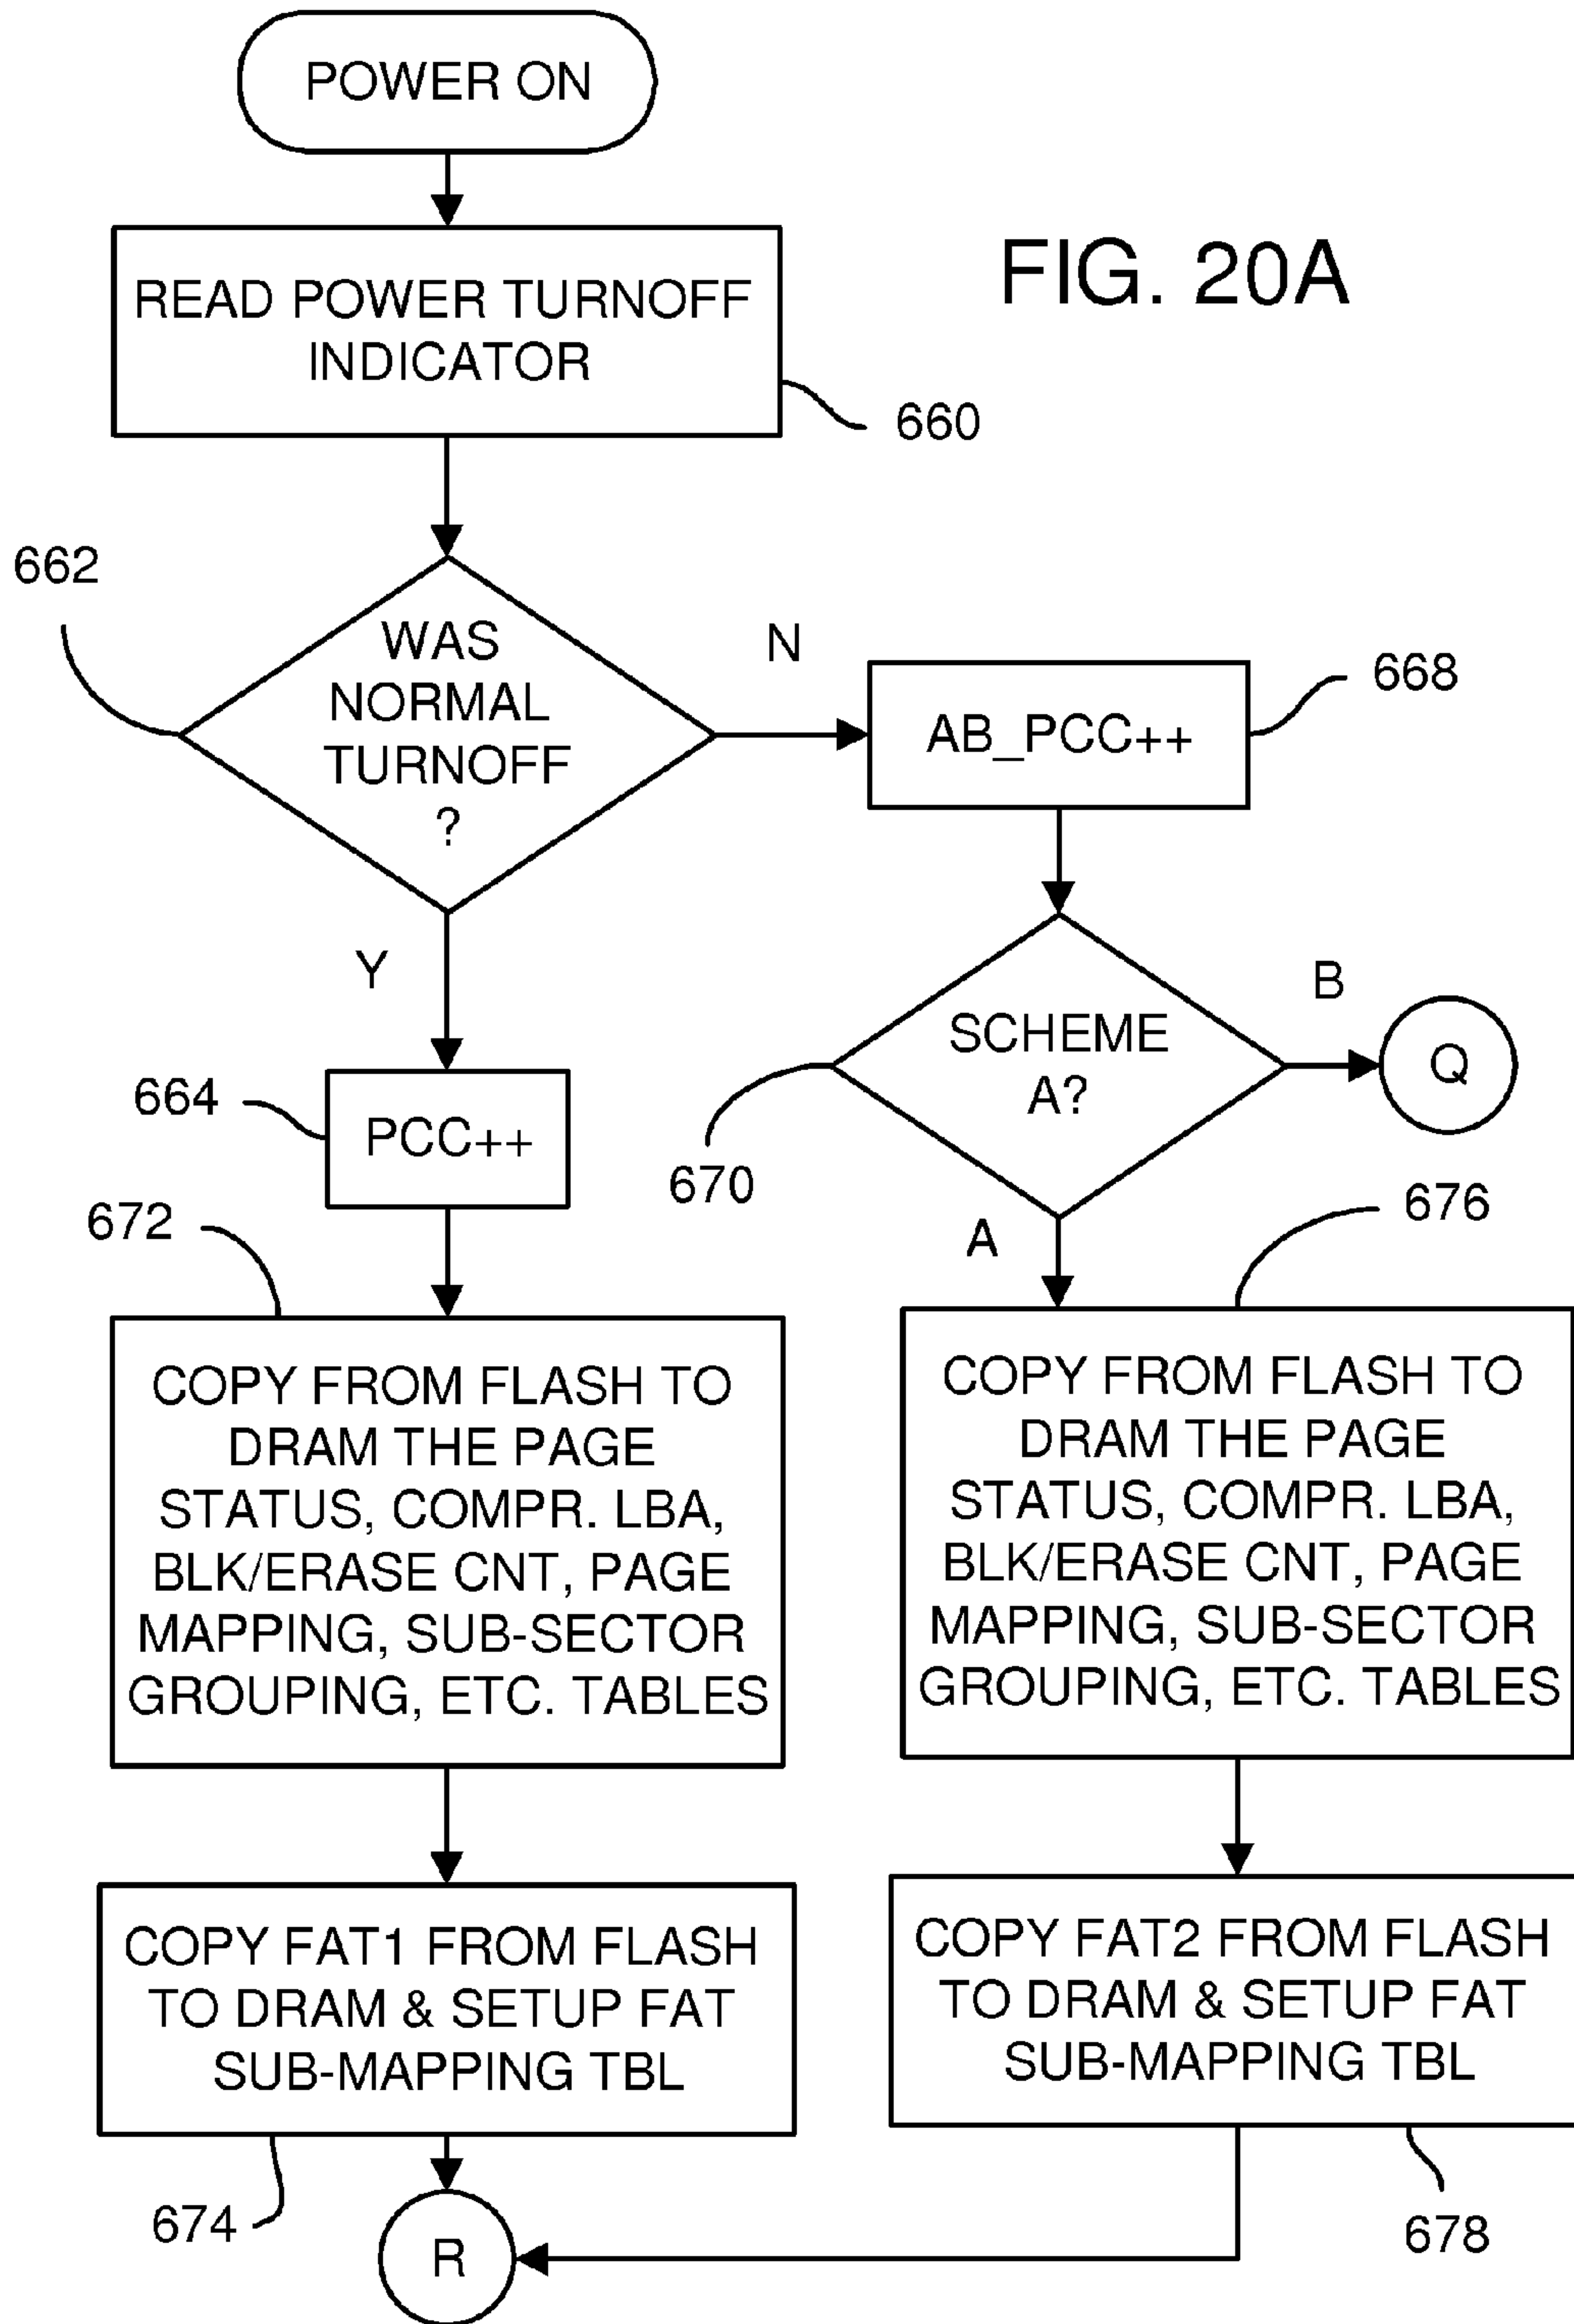 POWER ON
FIG. 20A
READ POWER TURNOFF
INDICATOR
660
662
WAS
NORMAL
TURNOFF
?
N
668
AB_PCC++
Y
SCHEME
A?
B
Q
664
PCC++
670
672
A
676
COPY FROM FLASH TO
DRAM THE PAGE
STATUS, COMPR. LBA,
BLK/ERASE CNT, PAGE
MAPPING, SUB-SECTOR
GROUPING, ETC. TABLES
COPY FROM FLASH TO
DRAM THE PAGE
STATUS, COMPR. LBA,
BLK/ERASE CNT, PAGE
MAPPING, SUB-SECTOR
GROUPING, ETC. TABLES
COPY FAT1 FROM FLASH
TO DRAM & SETUP FAT
SUB-MAPPING TBL
COPY FAT2 FROM FLASH
TO DRAM & SETUP FAT
SUB-MAPPING TBL
674
R
678